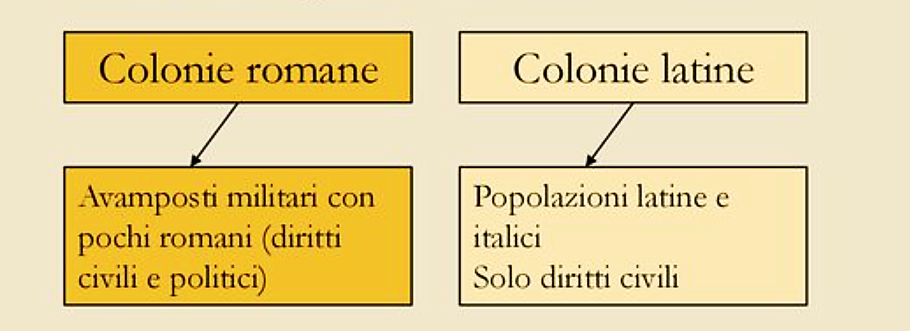 Colonie romane
Avamposti militari con
pochi romani (diritti
civili e politici)
Colonie latine
Popolazioni latine e
italici
Solo diritti civili